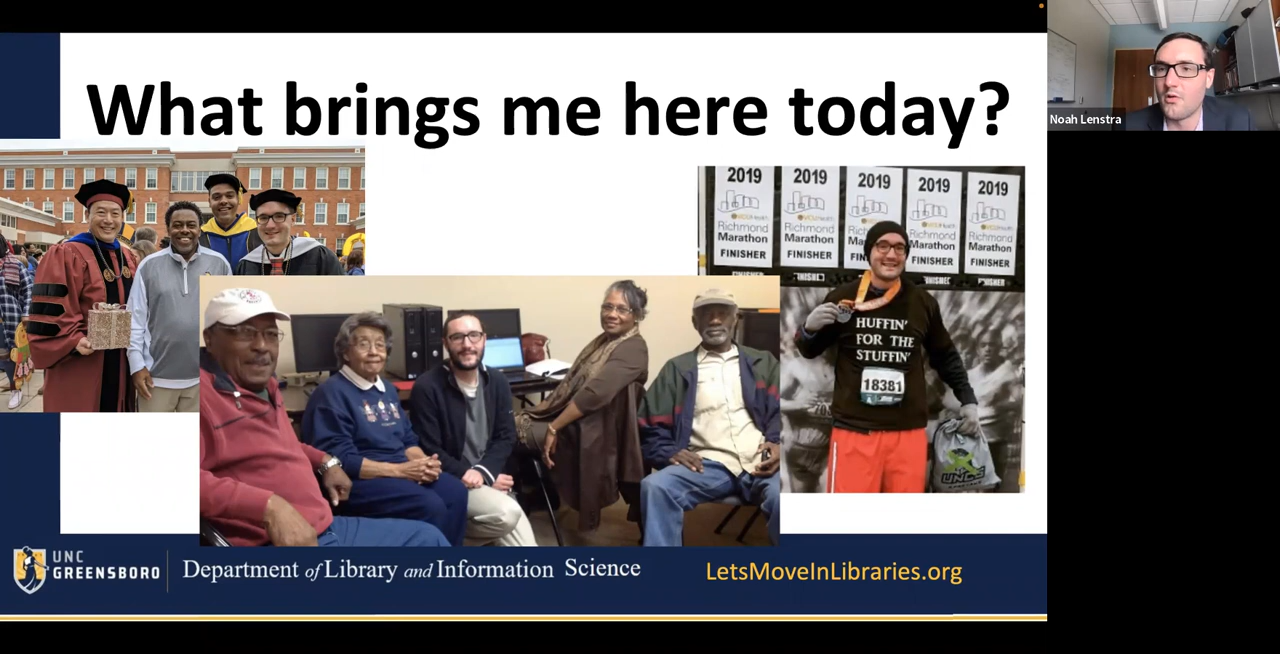 What brings me here today?
Noah Lenstra
2019
2019
2019
2019
2019
Richmond
Marathon
FINISHER
Richmond
Marathon
FINISHER
Richmond
FINISHER
Marathon
FINISHER
Richmond
Marathon
FINISHER
HUFFIN'
FOR THE
STUFFIN'
18381
UNCG
UNC
GREENSBORO
Department of Library and Information Science
LetsMoveInLibraries.org